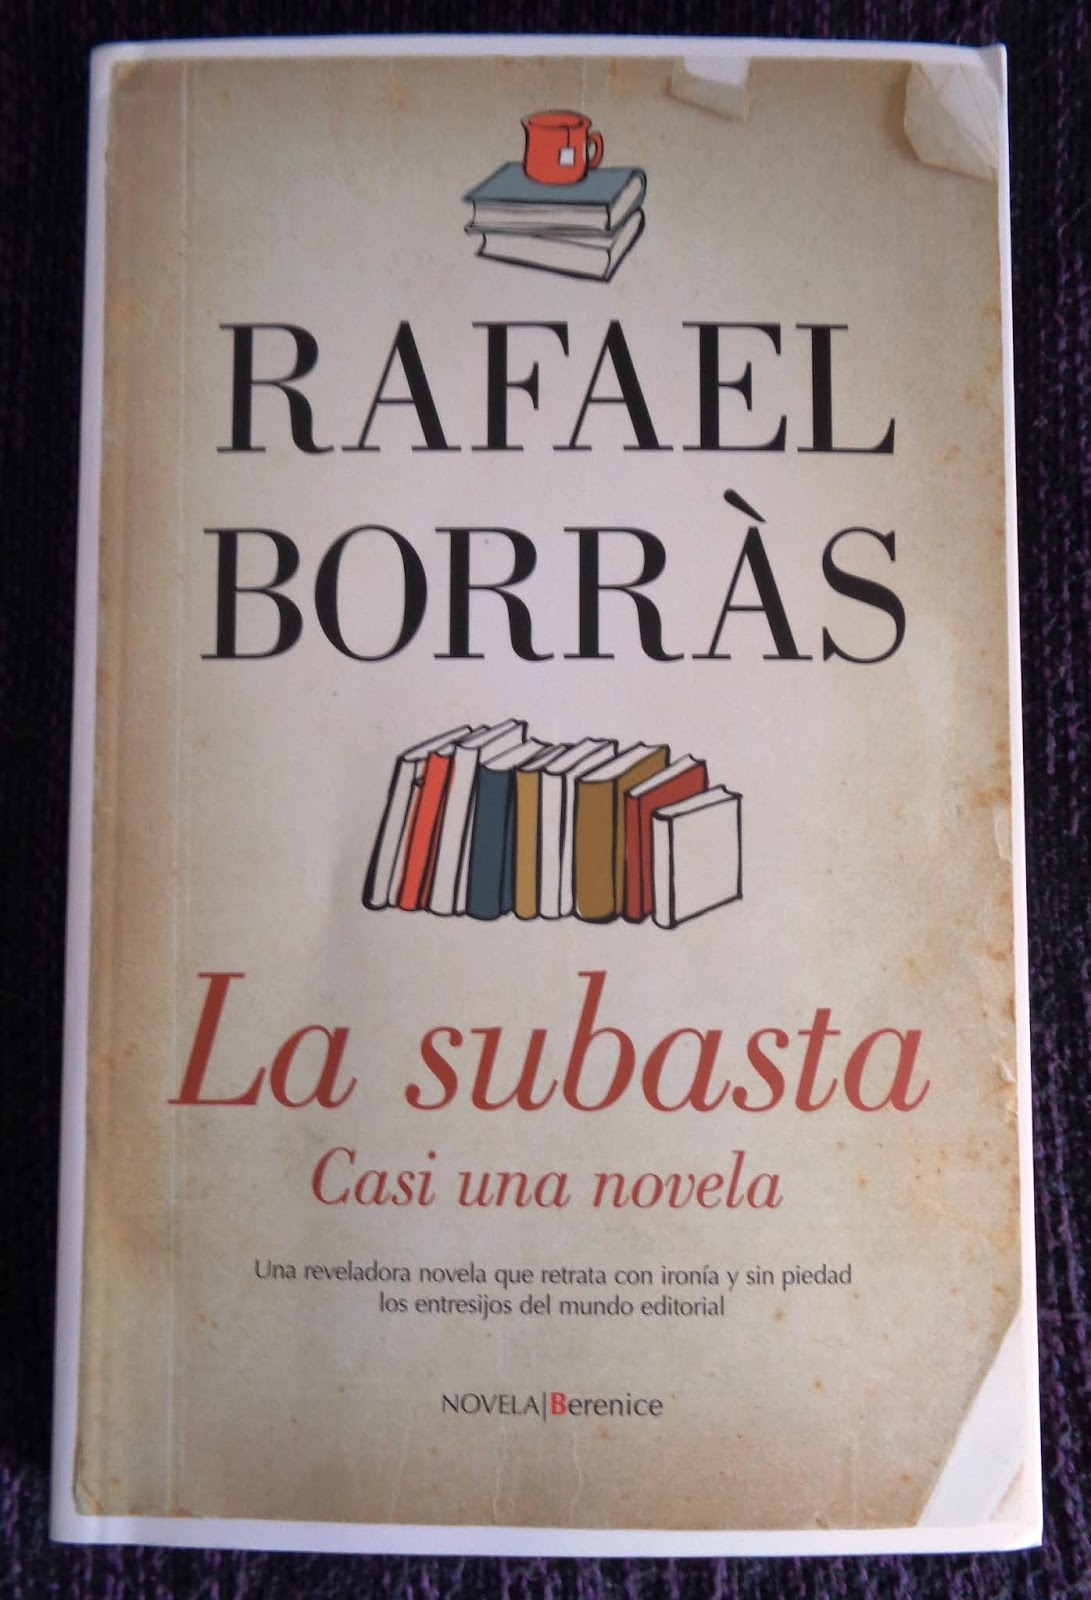 RAFAEL
BORRÀS
La subasta
Casi una novela
Una reveladora novela que retrata con ironía y sin piedad
los entresijos del mundo editorial
NOVELA|Berenice